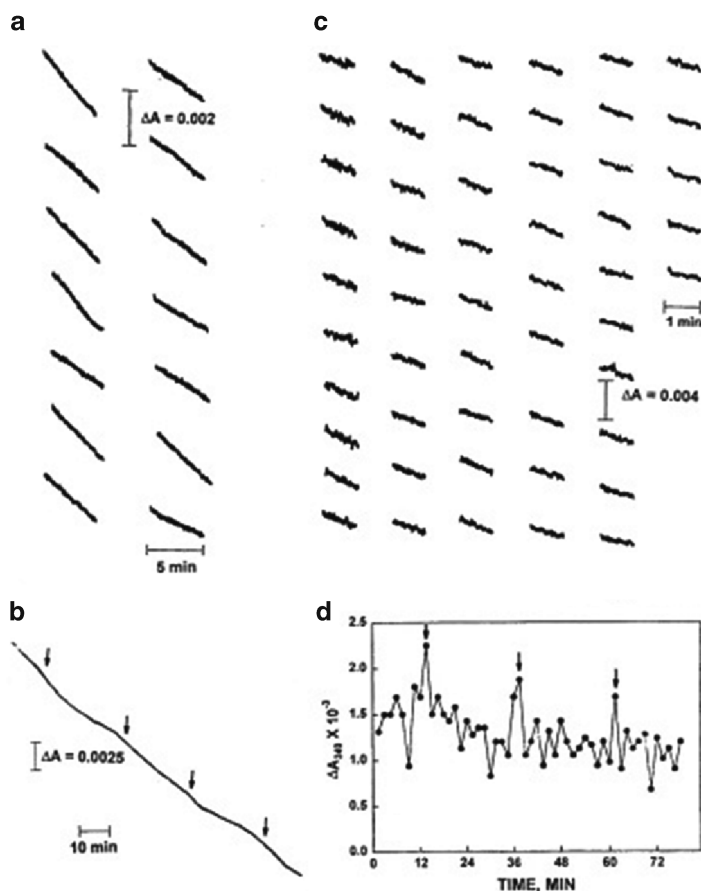 a
ΔA = 0.002
5 min
c
1 min
ΔA = 0.004
b
ΔA = 0.0025
10 min
d
2.5
2.0
1.5
1.0
0.5
0.0
0 12 24 36 48 60 72
ΔA₃₄₀ X 10⁻³
TIME, MIN